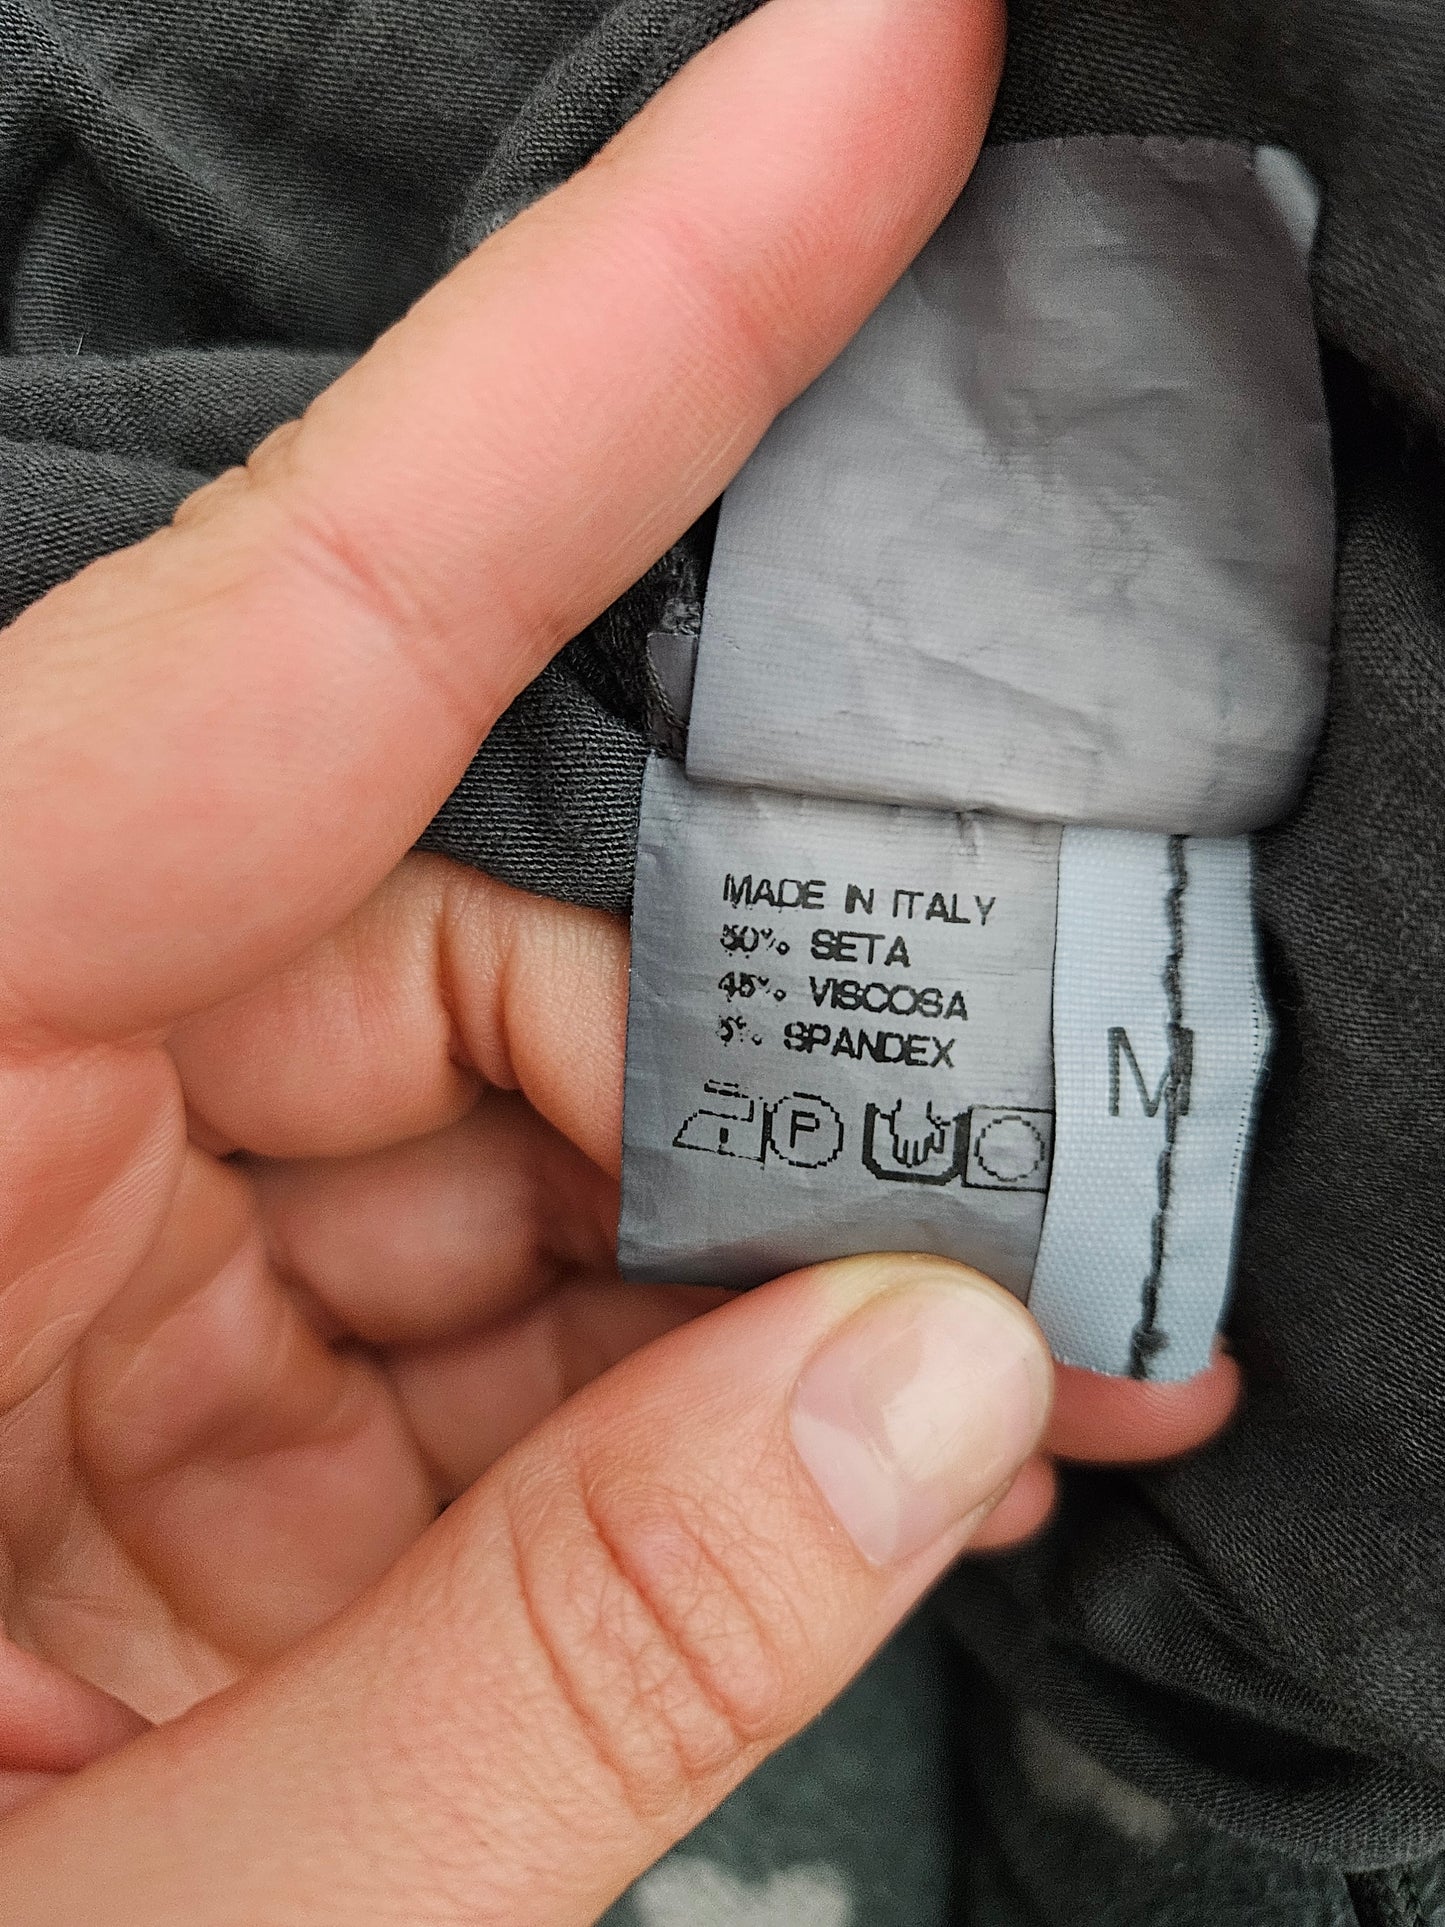 MADE IN ITALY
50% SETA
45% VISCOSA
5% SPANDEX
P
M